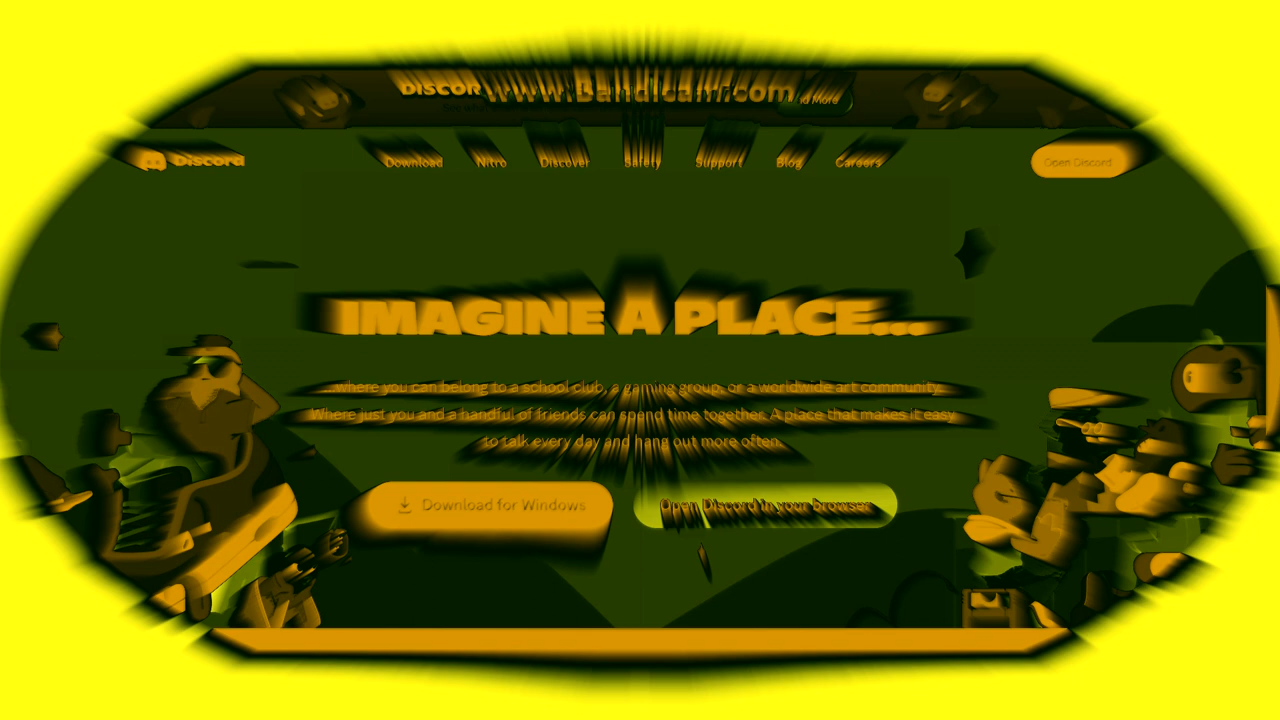 DISCOR www.Bandicam.com nd More
Discord Download Nitro Discover Safety Support Blog Careers Open Discord
IMAGINE A PLACE...
...where you can belong to a school club, a gaming group, or a worldwide art community.
Where just you and a handful of friends can spend time together. A place that makes it easy
to talk every day and hang out more often.
Download for Windows Open Discord in your browser